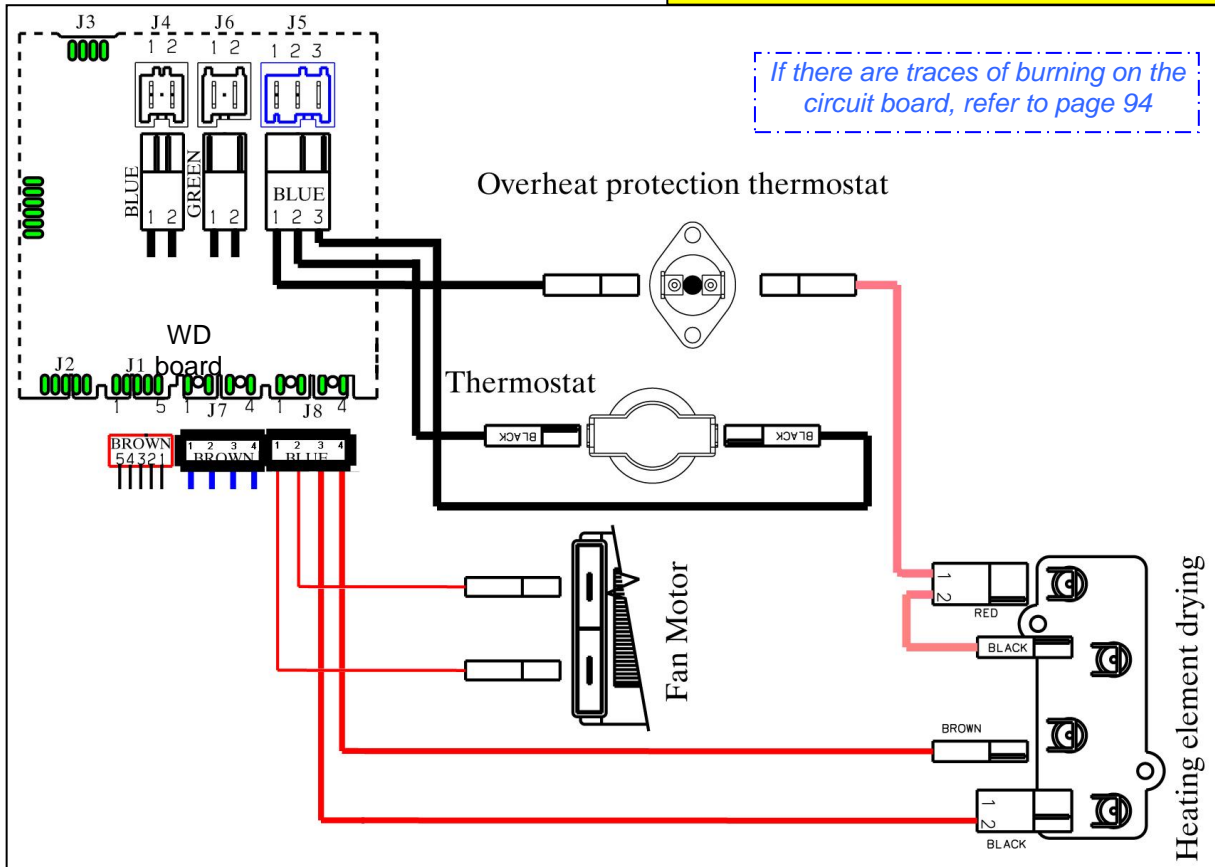 J3 J4 J6 J5
1 2 1 2 1 2 3
If there are traces of burning on the
circuit board, refer to page 94
BLUE
GREEN
BLUE
1 2 1 2 1 2 3
Overheat protection thermostat
WD
board
J2 J1
1 5 1 4 1 4
J7 J8
Thermostat
BLACK
BLACK
BROWN
54321
1 2 3 4
BROWN
1 2 3 4
BLUE
Fan Motor
1
2
RED
BLACK
BROWN
1
2
BLACK
Heating element drying